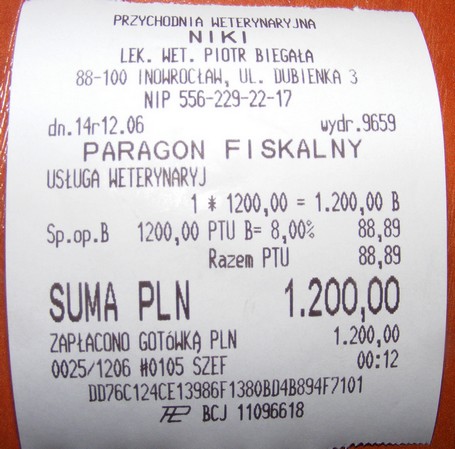 PRZYCHODNIA WETERYNARYJNA
NIKI
LEK. WET. PIOTR BIEGAŁA
88-100 INOWROCŁAW, UL. DUBIENKA 3
NIP 556-229-22-17
dn.14r12.06 wydr.9659
PARAGON FISKALNY
USŁUGA WETERYNARYJ
1 * 1200,00 = 1.200,00 B
Sp.op.B 1200,00 PTU B= 8,00% 88,89
Razem PTU 88,89
SUMA PLN 1.200,00
ZAPŁACONO GOTÓWKĄ PLN 1.200,00
0025/1206 #0105 SZEF 00:12
DD76C124CE13986F1380BD4B894F7101
BCJ 11096618